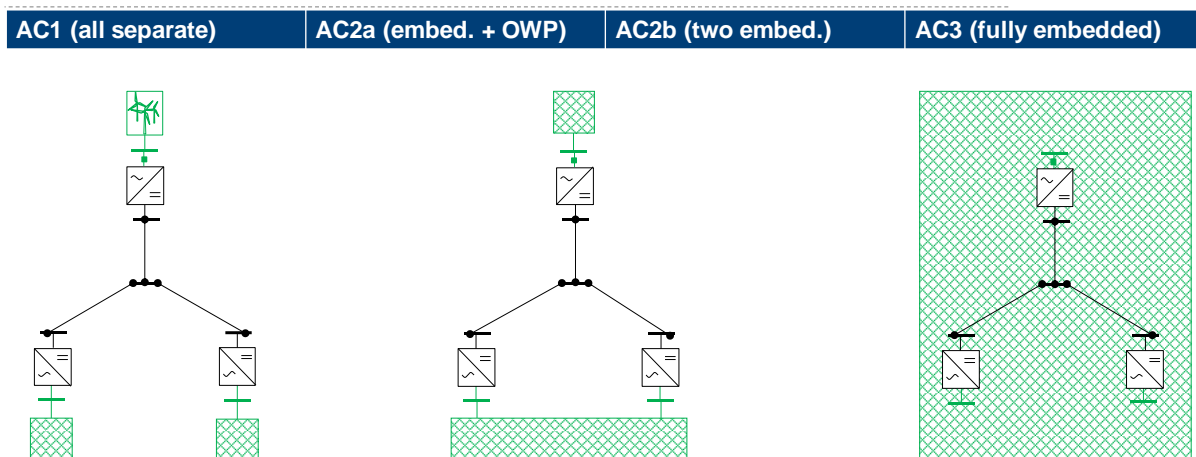 AC1 (all separate)
AC2a (embed. + OWP)
AC2b (two embed.)
AC3 (fully embedded)